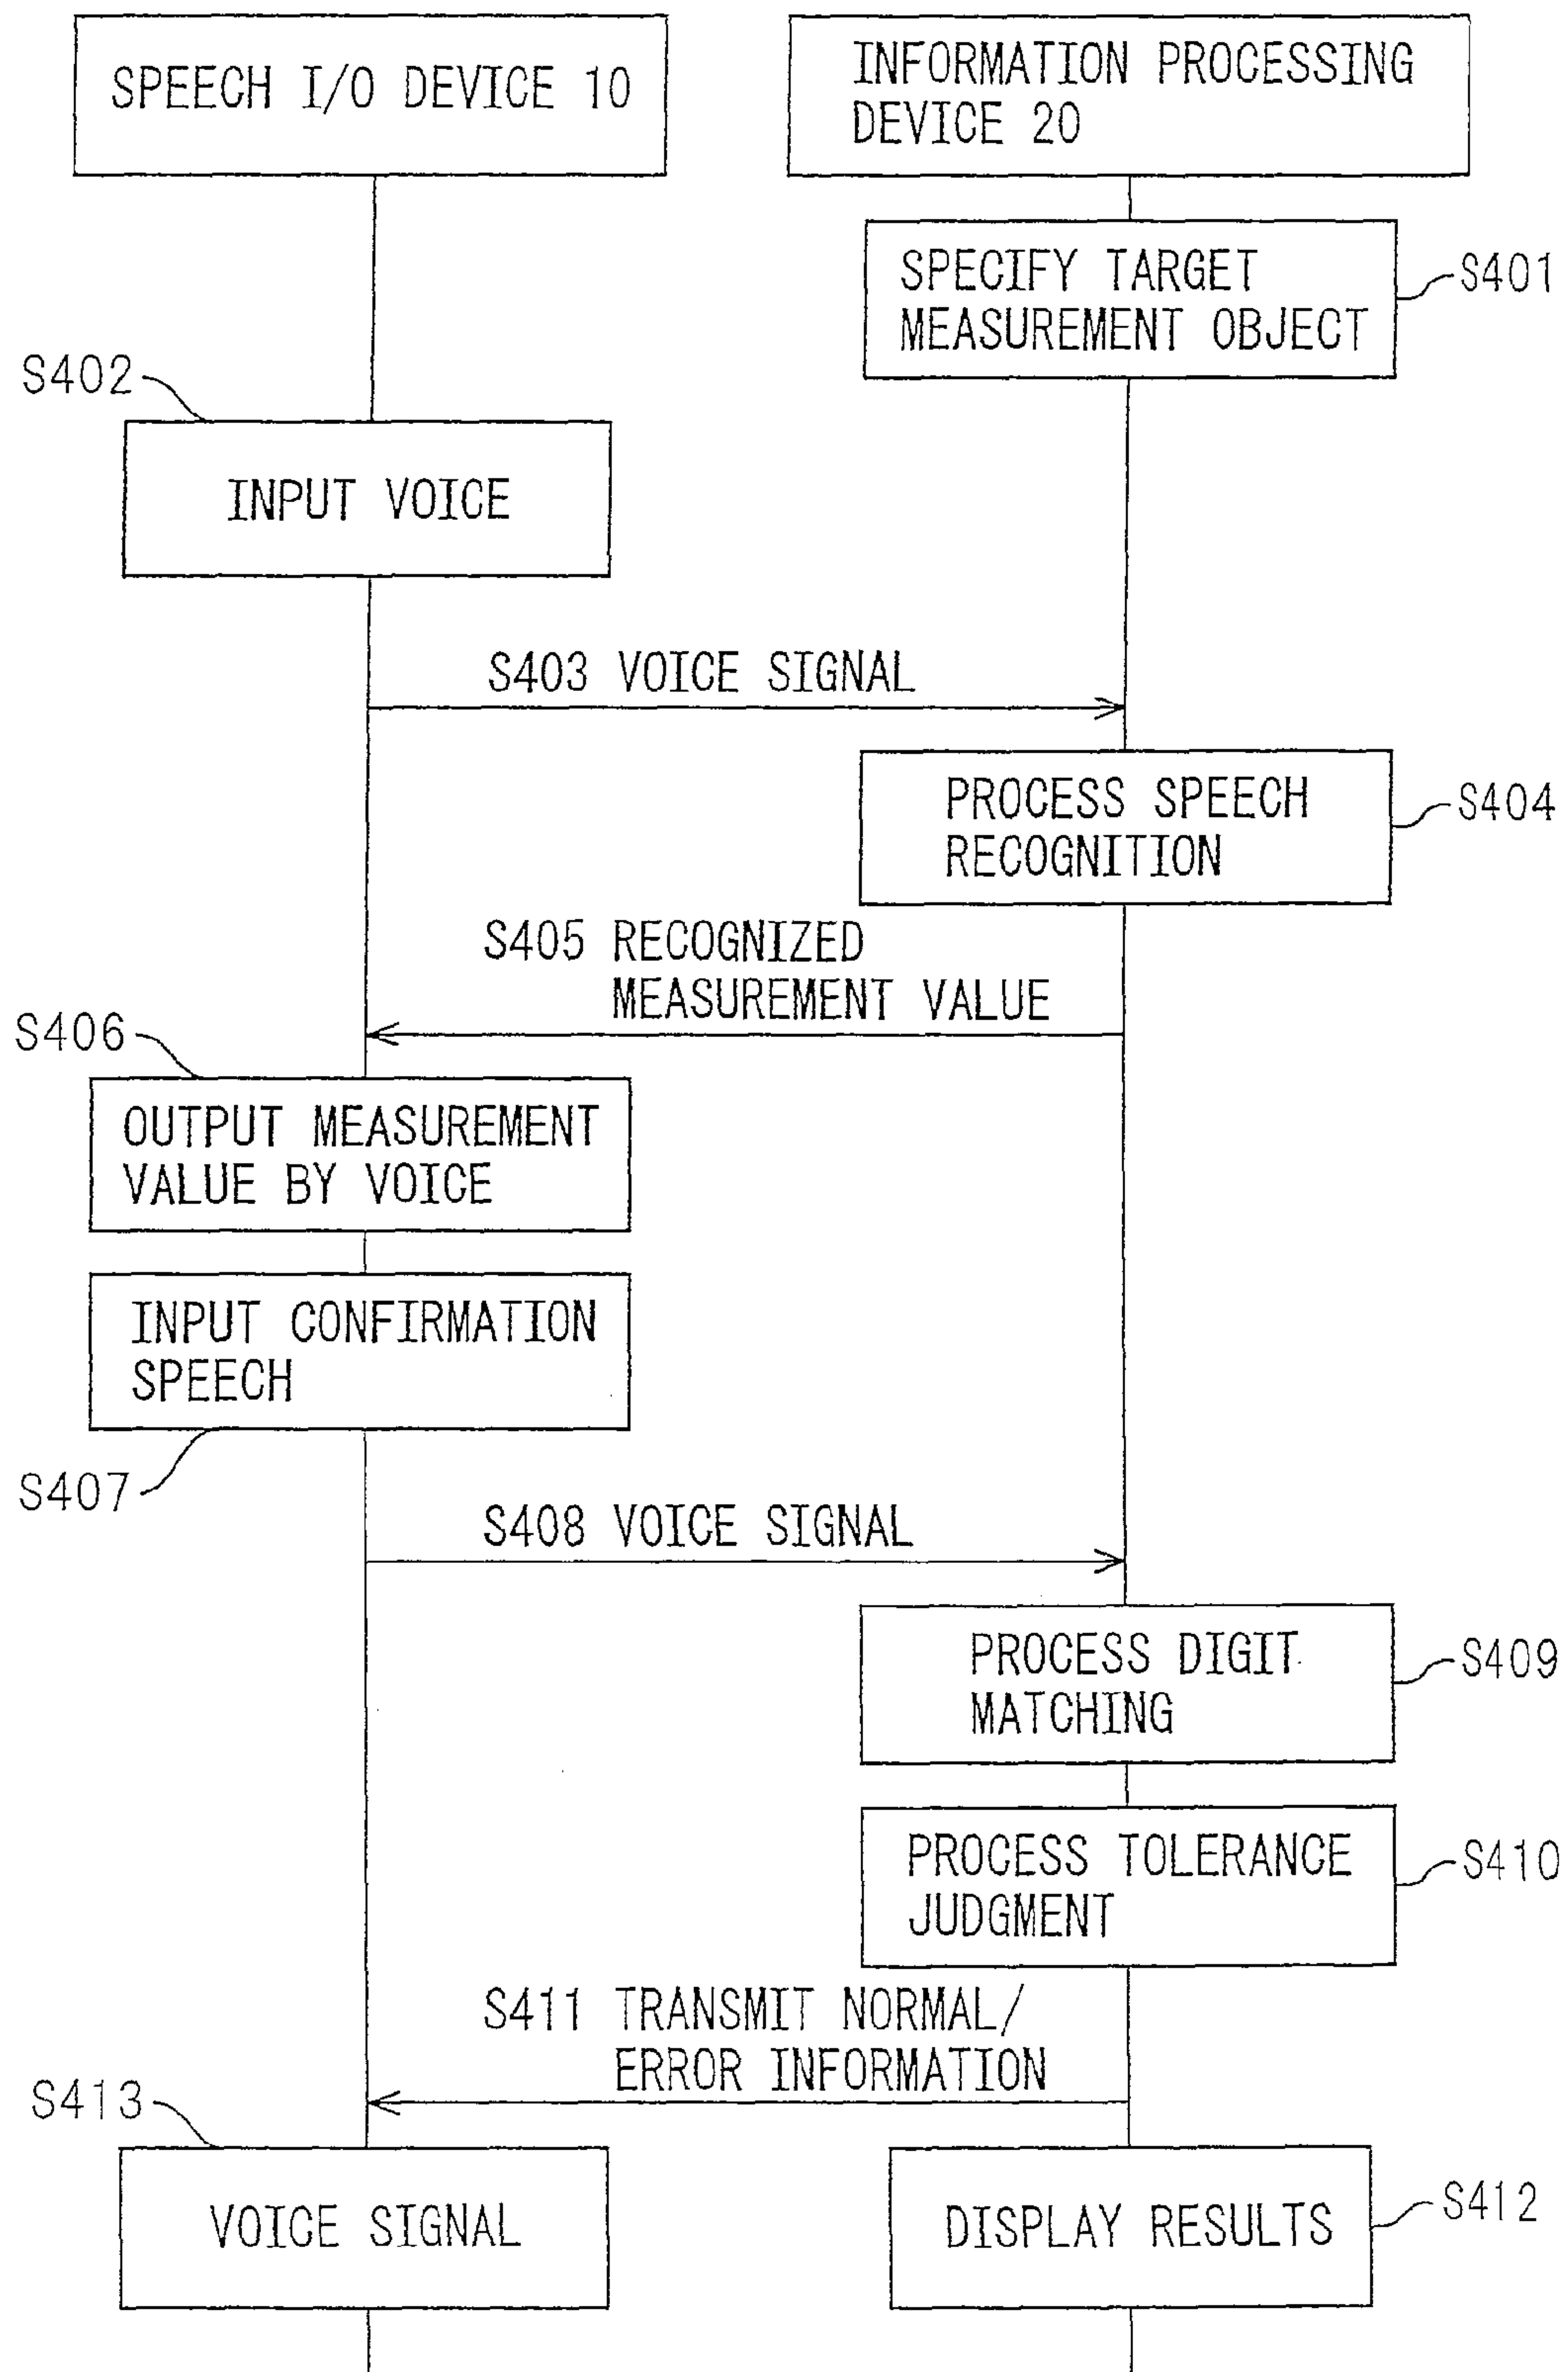 SPEECH I/O DEVICE 10
INFORMATION PROCESSING
DEVICE 20
SPECIFY TARGET
MEASUREMENT OBJECT
S401
S402
INPUT VOICE
S403 VOICE SIGNAL
PROCESS SPEECH
RECOGNITION
S404
S405 RECOGNIZED
MEASUREMENT VALUE
S406
OUTPUT MEASUREMENT
VALUE BY VOICE
INPUT CONFIRMATION
SPEECH
S407
S408 VOICE SIGNAL
PROCESS DIGIT
MATCHING
S409
PROCESS TOLERANCE
JUDGMENT
S410
S411 TRANSMIT NORMAL/
ERROR INFORMATION
S413
VOICE SIGNAL
DISPLAY RESULTS
S412